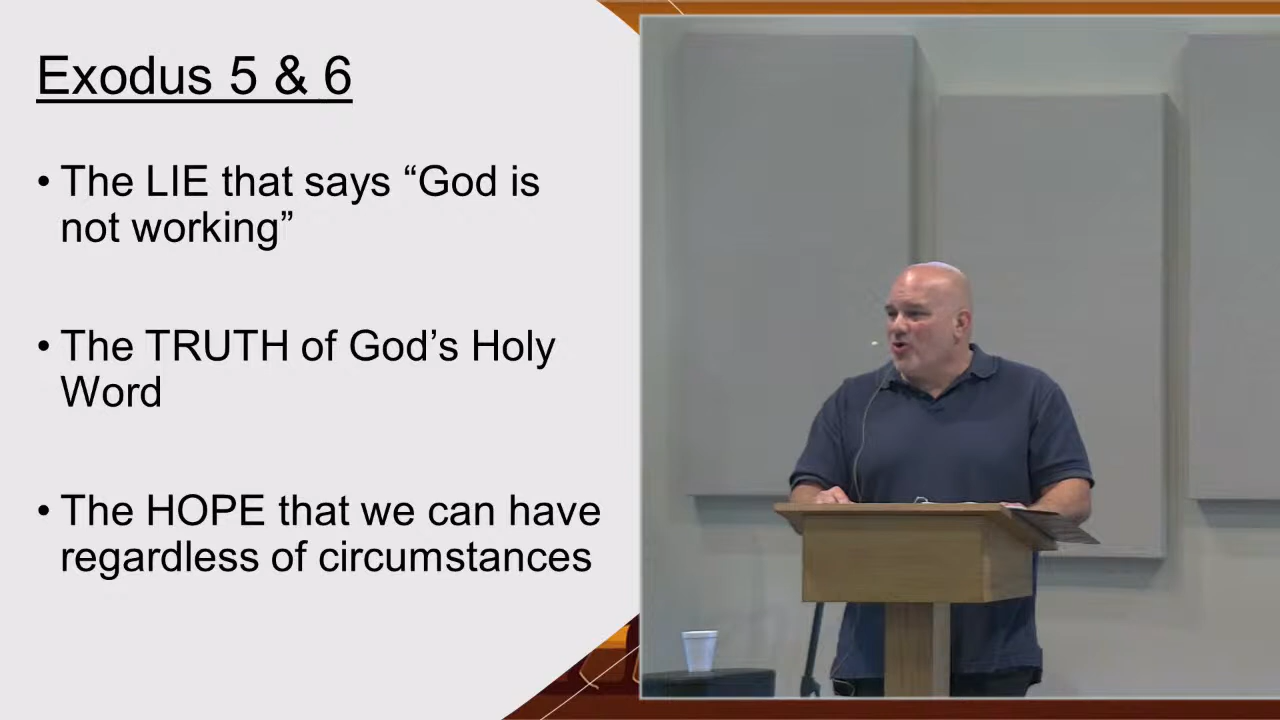 Exodus 5 & 6
• The LIE that says “God is
not working”
• The TRUTH of God’s Holy
Word
• The HOPE that we can have
regardless of circumstances